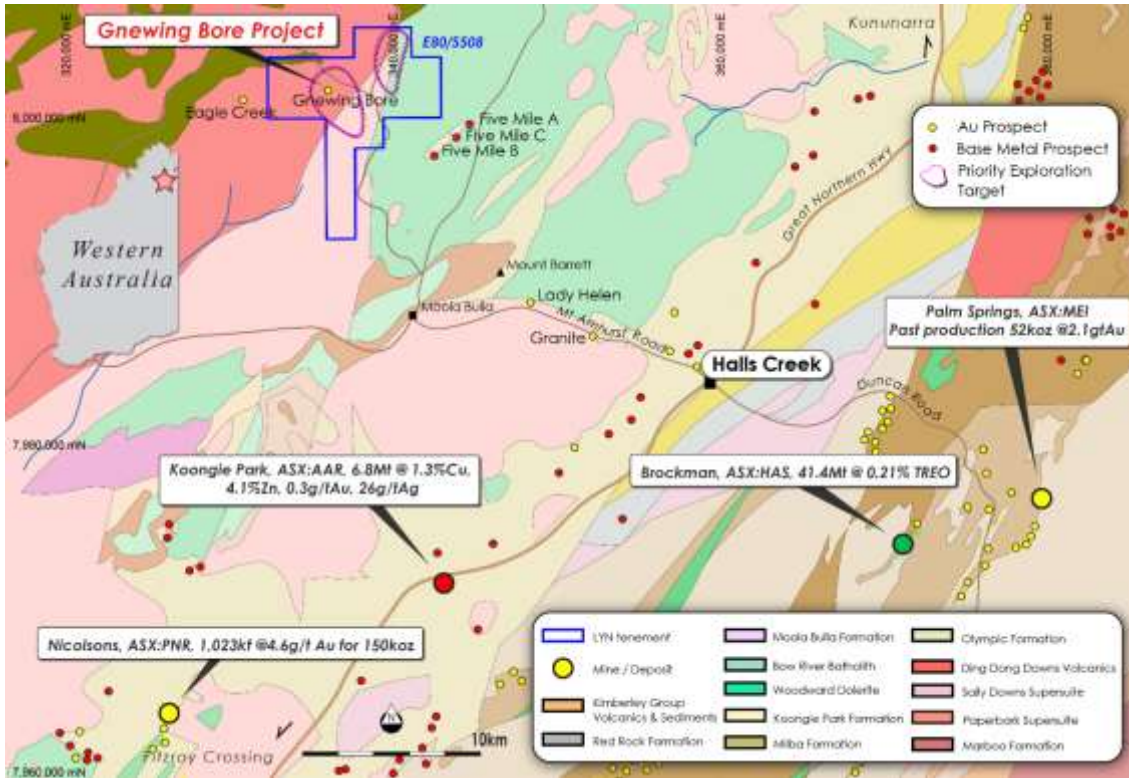 Gnewing Bore Project
320,000 mE
340,000 mE
360,000 mE
380,000 mE
E80/5508
Kununarra
Eagle Creek
Gnewing Bore
8,000,000 mN
Five Mile A
Five Mile C
Five Mile B
Great Northern Hwy
Au Prospect
Base Metal Prospect
Priority Exploration
Target
Western
Australia
Mount Barrett
Moola Bulla
Lady Helen
Mt Amhurst Road
Granite
Halls Creek
Palm Springs, ASX:MEI
Past production 52koz @2.1gtAu
Duncan Road
7,980,000 mN
Koongie Park, ASX:AAR, 6.8Mt @ 1.3%Cu,
4.1%Zn, 0.3g/tAu, 26g/tAg
Brockman, ASX:HAS, 41.4Mt @ 0.21% TREO
Nicolsons, ASX:PNR, 1,023kt @4.6g/t Au for 150koz
Fitzroy Crossing
N
10km
7,960,000 mN
LYN tenement
Mine / Deposit
Kimberley Group
Volcanics & Sediments
Red Rock Formation
Moola Bulla Formation
Bow River Batholith
Woodward Dolerite
Koongie Park Formation
Milba Formation
Olympic Formation
Ding Dong Downs Volcanics
Sally Downs Supersuite
Paperbark Supersuite
Marboo Formation